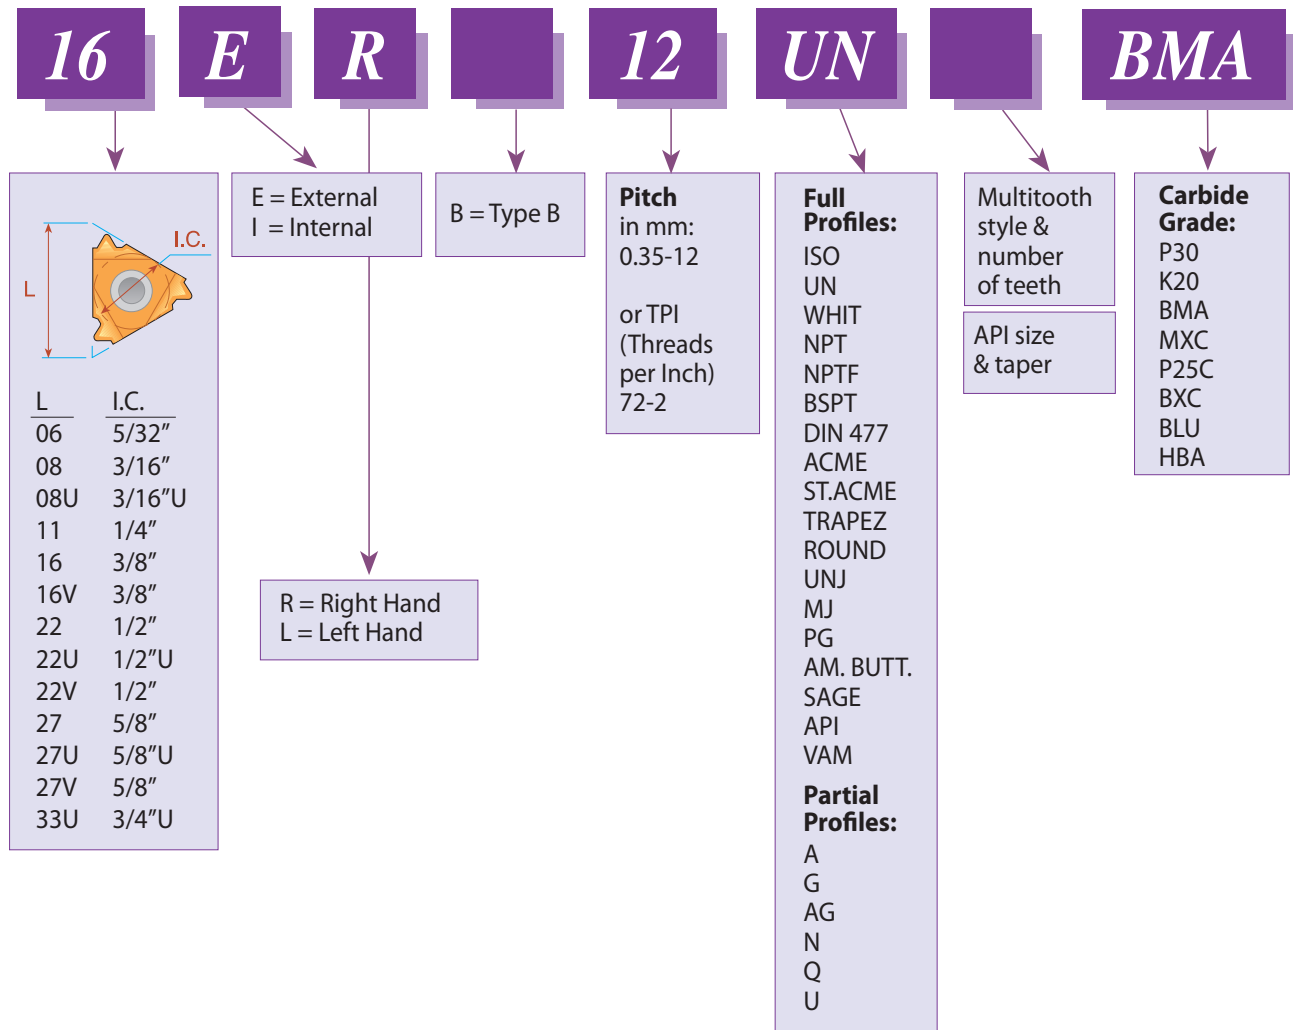 16 E R 12 UN BMA
L
I.C.
L I.C.
06 5/32”
08 3/16”
08U 3/16”U
11 1/4”
16 3/8”
16V 3/8”
22 1/2”
22U 1/2”U
22V 1/2”
27 5/8”
27U 5/8”U
27V 5/8”
33U 3/4”U
E = External
I = Internal
R = Right Hand
L = Left Hand
B = Type B
Pitch
in mm:
0.35-12
or TPI
(Threads
per Inch)
72-2
Full
Profiles:
ISO
UN
WHIT
NPT
NPTF
BSPT
DIN 477
ACME
ST.ACME
TRAPEZ
ROUND
UNJ
MJ
PG
AM. BUTT.
SAGE
API
VAM
Partial
Profiles:
A
G
AG
N
Q
U
Multitooth
style &
number
of teeth
API size
& taper
Carbide
Grade:
P30
K20
BMA
MXC
P25C
BXC
BLU
HBA